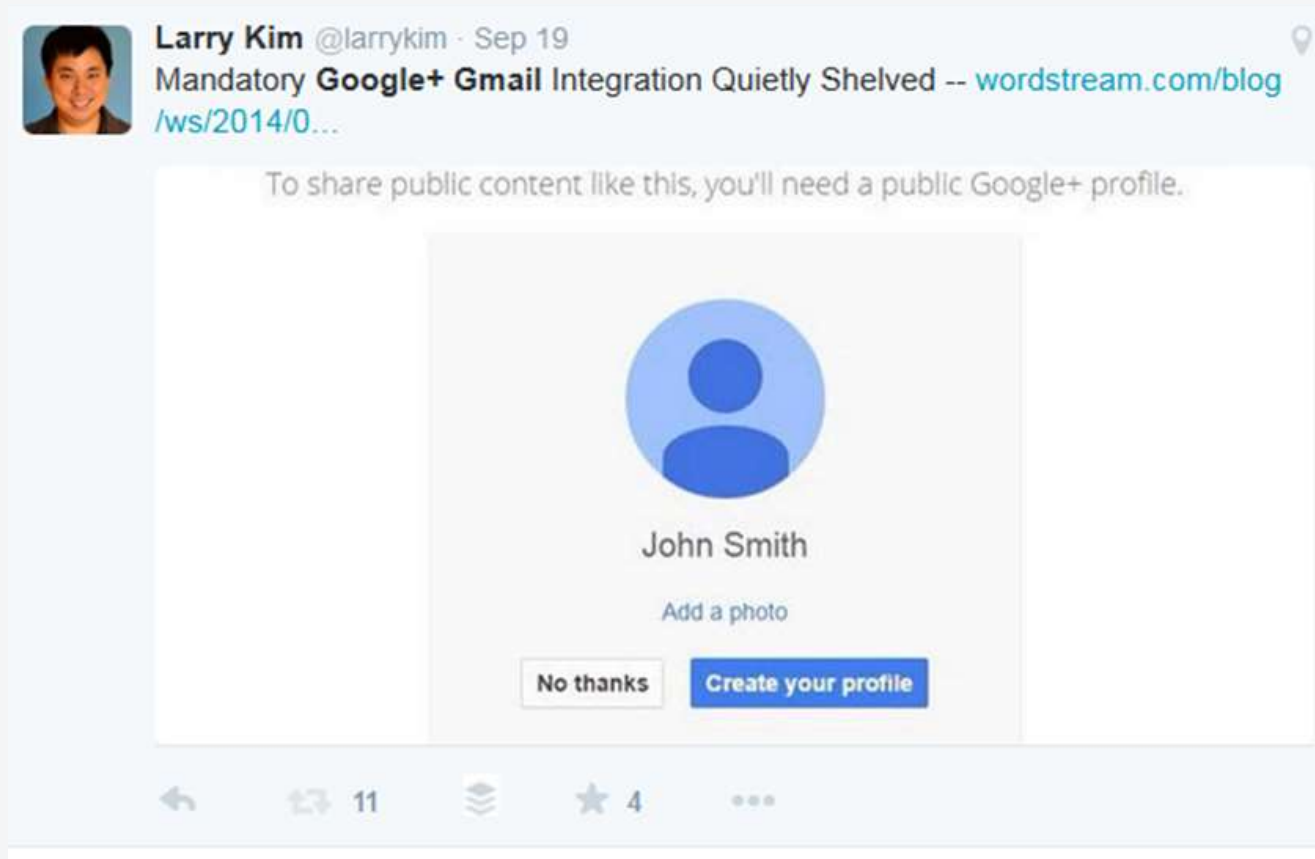 Larry Kim @larrykim · Sep 19
Mandatory Google+ Gmail Integration Quietly Shelved -- wordstream.com/blog
/ws/2014/0...
To share public content like this, you'll need a public Google+ profile.
John Smith
Add a photo
No thanks Create your profile
11 4